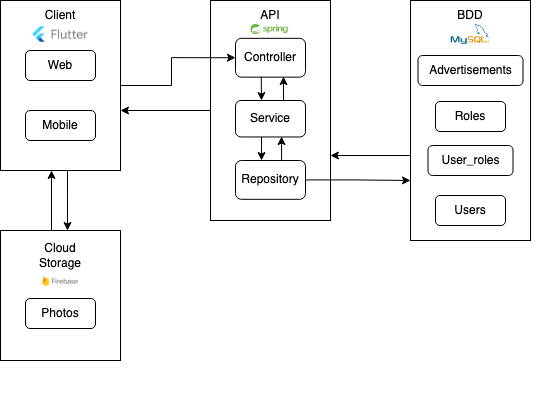 Client
Flutter
Web
Mobile
API
spring
Controller
Service
Repository
BDD
MySQL
Advertisements
Roles
User_roles
Users
Cloud
Storage
Firebase
Photos